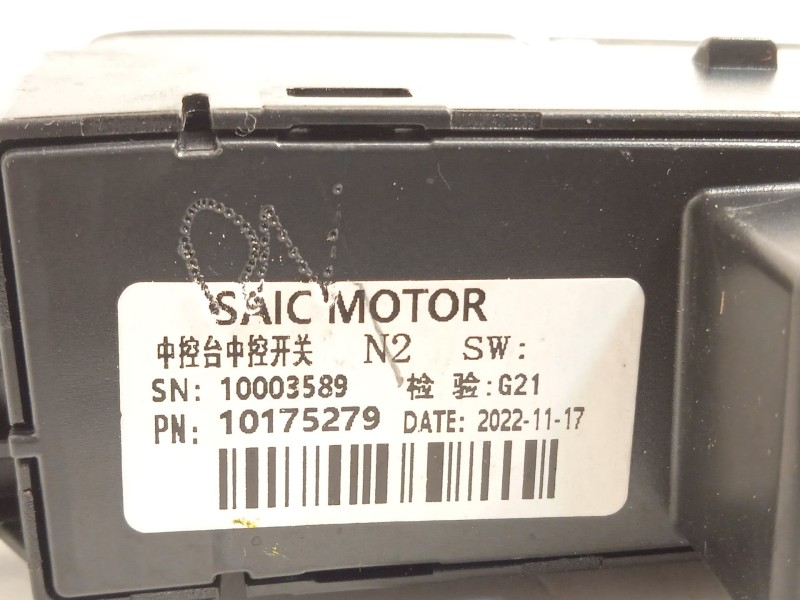 SAIC MOTOR
中控台中控开关 N2 SW:
SN: 10003589 检 验:G21
PN: 10175279 DATE: 2022-11-17